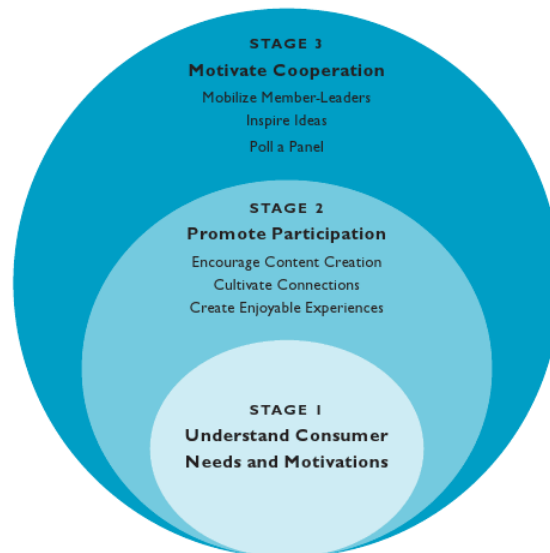 STAGE 3
Motivate Cooperation
Mobilize Member-Leaders
Inspire Ideas
Poll a Panel
STAGE 2
Promote Participation
Encourage Content Creation
Cultivate Connections
Create Enjoyable Experiences
STAGE 1
Understand Consumer
Needs and Motivations